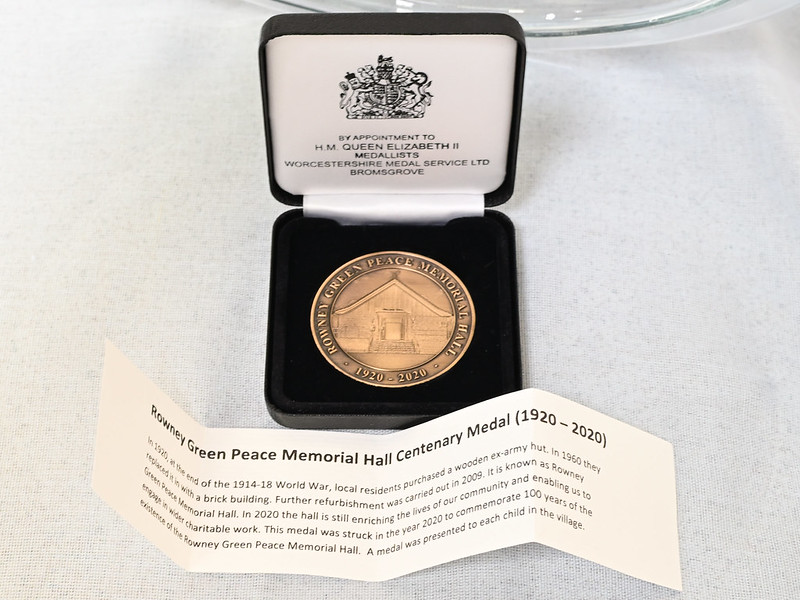 BY APPOINTMENT TO
H.M. QUEEN ELIZABETH II
MEDALLISTS
WORCESTERSHIRE MEDAL SERVICE LTD
BROMSGROVE
ROWNEY GREEN PEACE MEMORIAL HALL
· 1920 - 2020 ·
Rowney Green Peace Memorial Hall Centenary Medal (1920 – 2020)
In 1920, at the end of the 1914-18 World War, local residents purchased a wooden ex-army hut. In 1960 they
replaced it in with a brick building. Further refurbishment was carried out in 2009. It is known as Rowney
Green Peace Memorial Hall. In 2020 the hall is still enriching the lives of our community and enabling us to
engage in wider charitable work. This medal was struck in the year 2020 to commemorate 100 years of the
existence of the Rowney Green Peace Memorial Hall. A medal was presented to each child in the village.